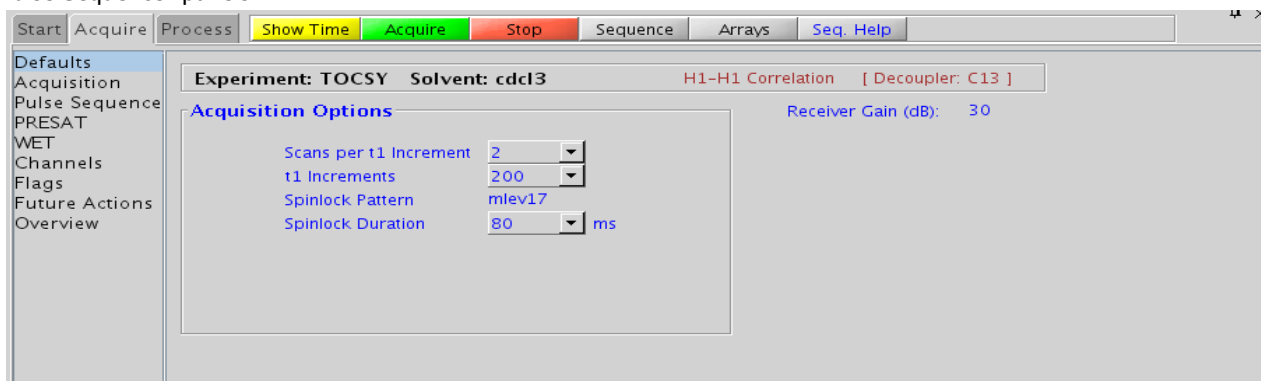 Start Acquire Process Show Time Acquire Stop Sequence Arrays Seq. Help
Defaults
Acquisition
Pulse Sequence
PRESAT
WET
Channels
Flags
Future Actions
Overview
Experiment: TOCSY Solvent: cdcl3 H1-H1 Correlation [ Decoupler: C13 ]
Acquisition Options
Receiver Gain (dB): 30
Scans per t1 Increment 2
t1 Increments 200
Spinlock Pattern mlev17
Spinlock Duration 80 ms